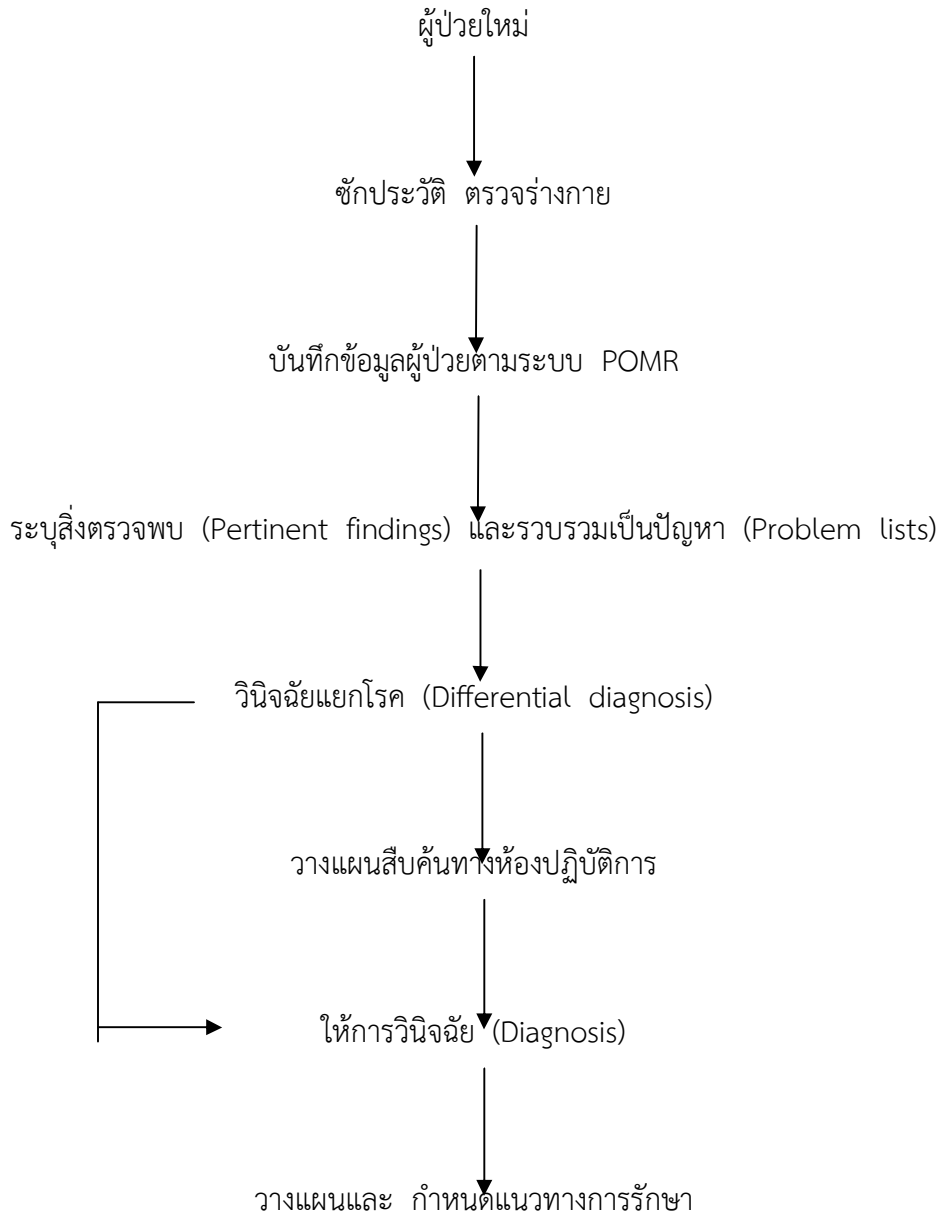 ผู้ป่วยใหม่
ซักประวัติ ตรวจร่างกาย
บันทึกข้อมูลผู้ป่วยตามระบบ POMR
ระบุสิ่งตรวจพบ (Pertinent findings) และรวบรวมเป็นปัญหา (Problem lists)
วินิจฉัยแยกโรค (Differential diagnosis)
วางแผนสืบค้นทางห้องปฏิบัติการ
ให้การวินิจฉัย (Diagnosis)
วางแผนและ กำหนดแนวทางการรักษา